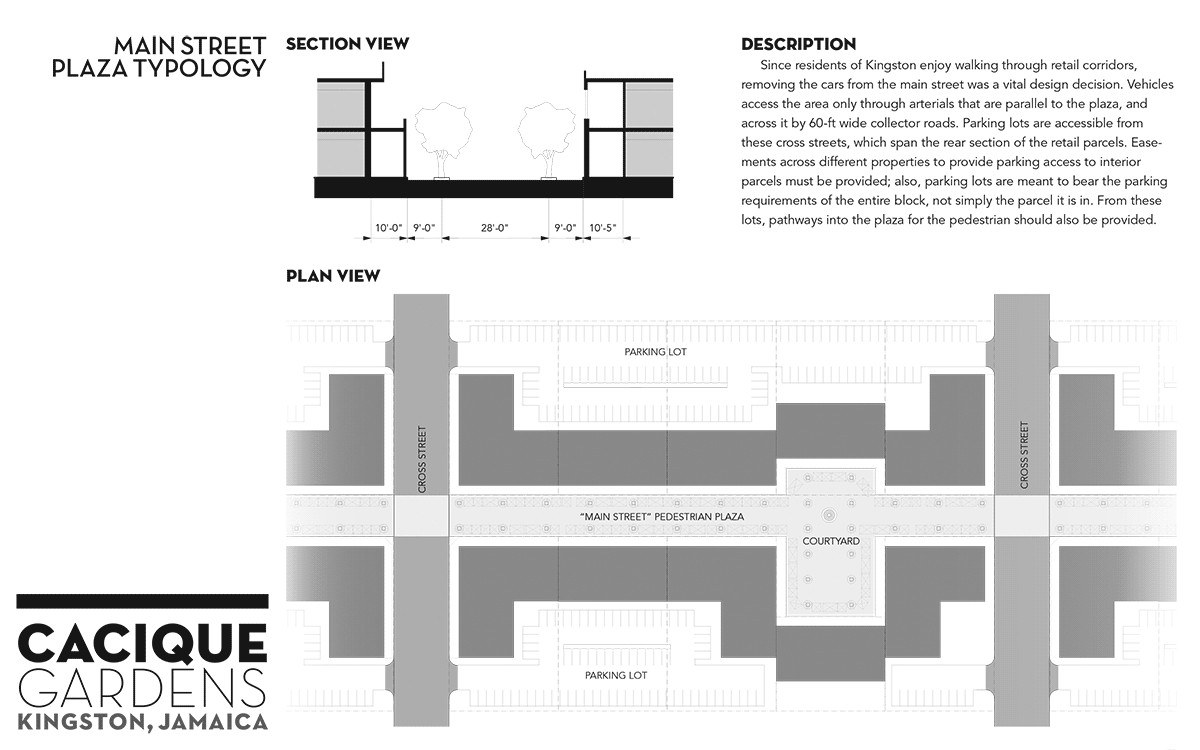 MAIN STREET
PLAZA TYPOLOGY
SECTION VIEW
10'-0" 9'-0" 28'-0" 9'-0" 10'-5"
DESCRIPTION
Since residents of Kingston enjoy walking through retail corridors,
removing the cars from the main street was a vital design decision. Vehicles
access the area only through arterials that are parallel to the plaza, and
across it by 60-ft wide collector roads. Parking lots are accessible from
these cross streets, which span the rear section of the retail parcels. Ease-
ments across different properties to provide parking access to interior
parcels must be provided; also, parking lots are meant to bear the parking
requirements of the entire block, not simply the parcel it is in. From these
lots, pathways into the plaza for the pedestrian should also be provided.
PLAN VIEW
PARKING LOT
CROSS STREET
CROSS STREET
"MAIN STREET" PEDESTRIAN PLAZA
COURTYARD
PARKING LOT
CACIQUE
GARDENS
KINGSTON, JAMAICA